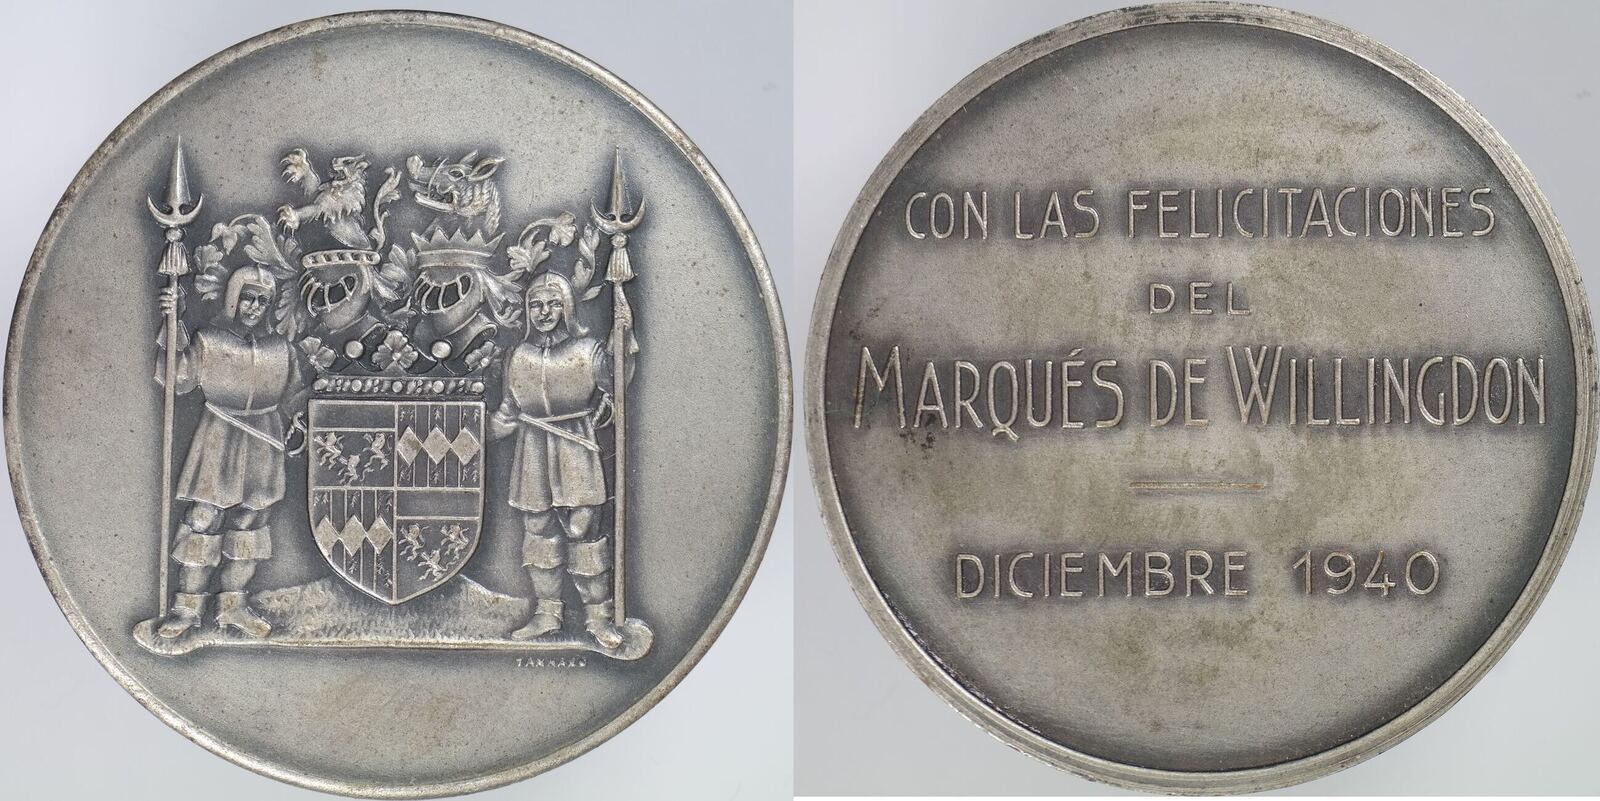 CON LAS FELICITACIONES
DEL
MARQUÉS DE WILLINGDON
DICIEMBRE 1940